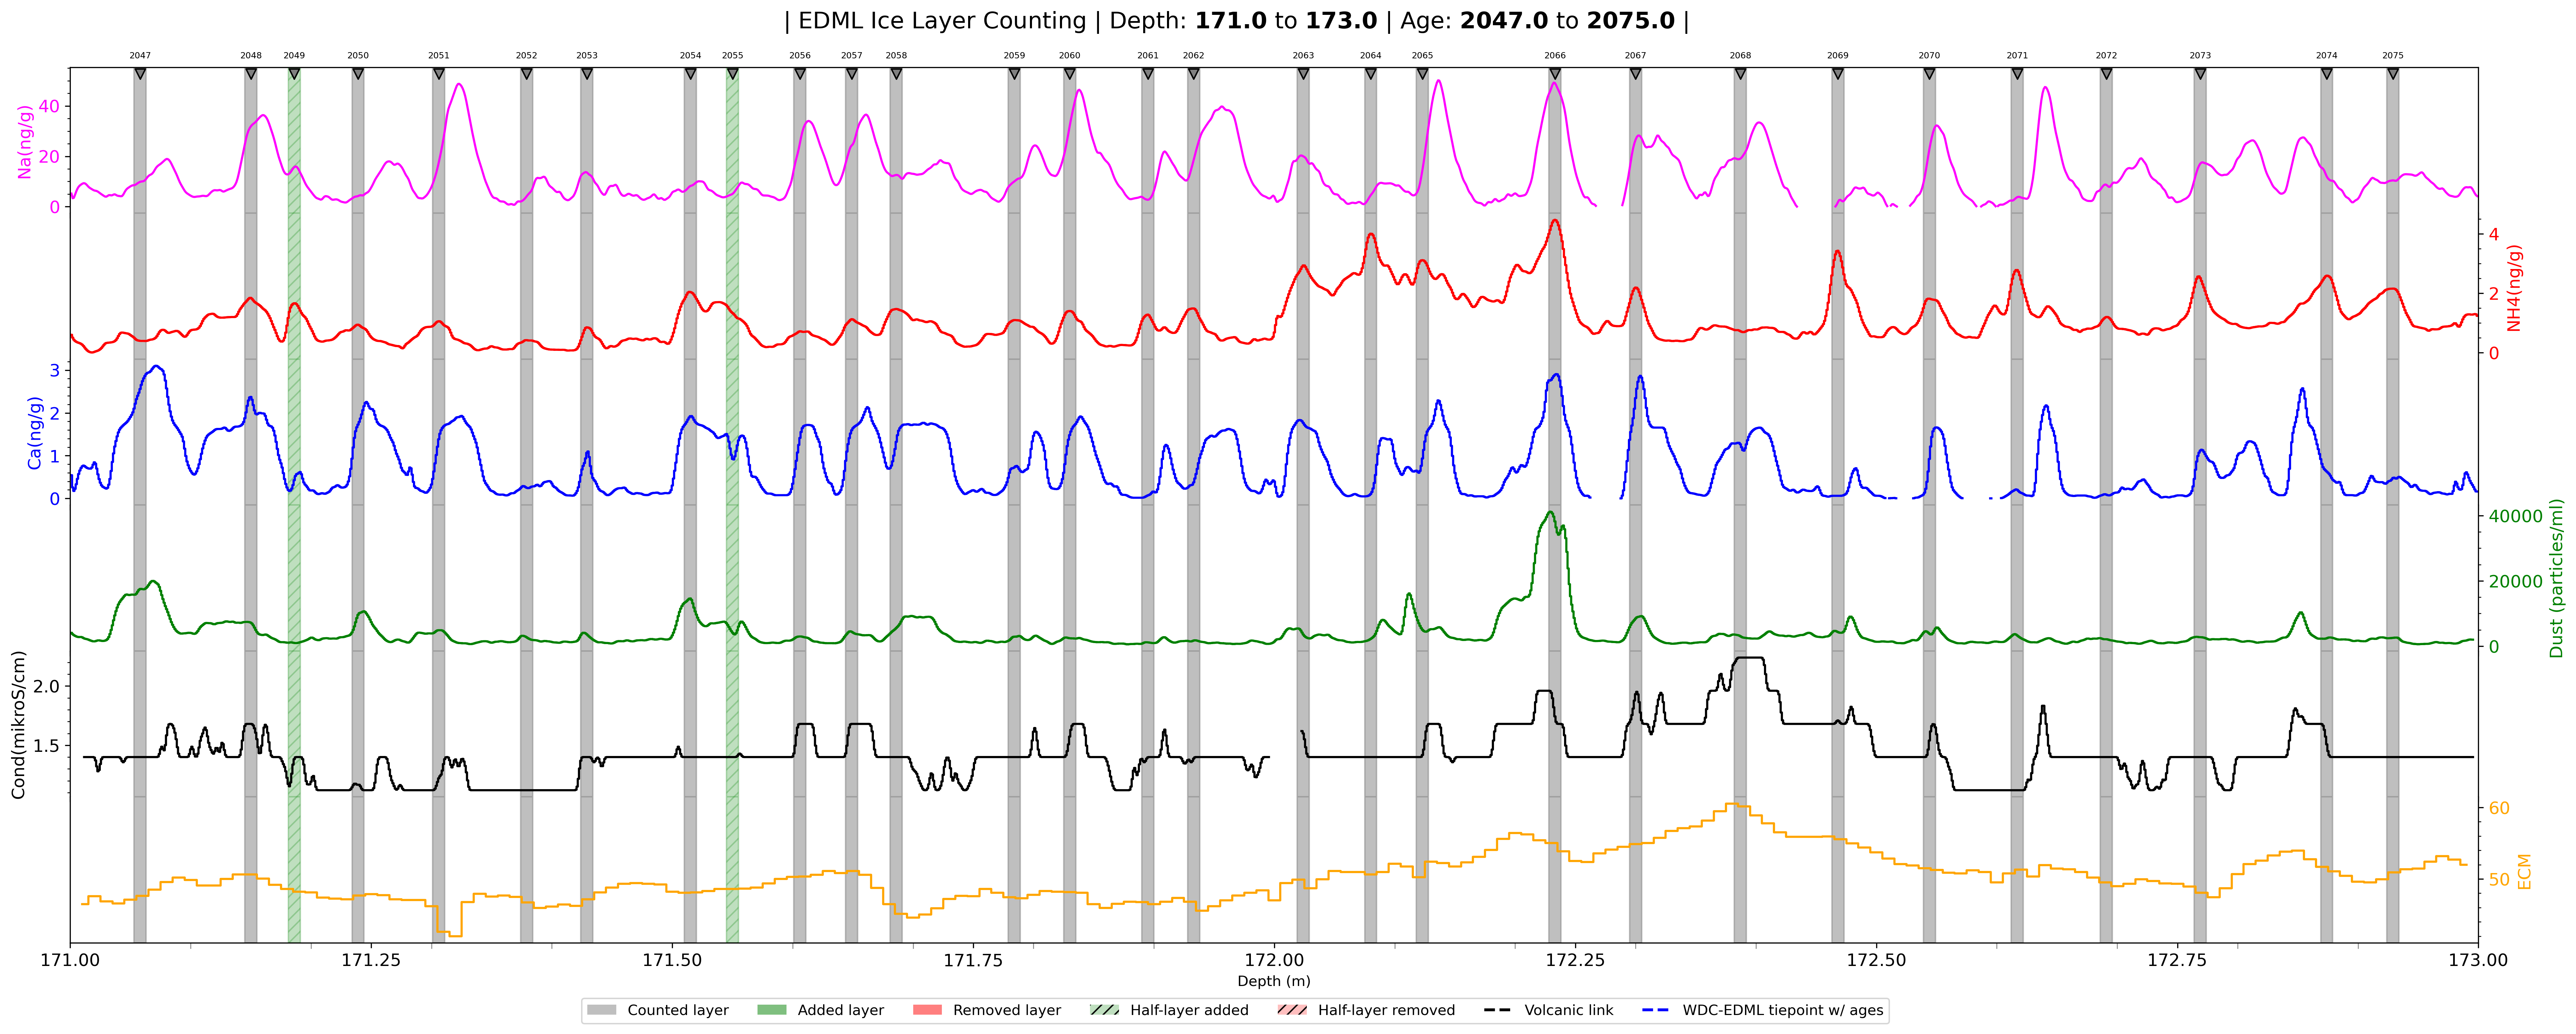 | EDML Ice Layer Counting | Depth: 171.0 to 173.0 | Age: 2047.0 to 2075.0 |
2047 2048 2049 2050 2051 2052 2053 2054 2055 2056 2057 2058 2059 2060 2061 2062 2063 2064 2065 2066 2067 2068 2069 2070 2071 2072 2073 2074 2075
Na(ng/g)
40
20
0
NH4(ng/g)
4
2
0
Ca(ng/g)
3
2
1
0
Dust (particles/ml)
40000
20000
0
Cond(mikroS/cm)
2.0
1.5
ECM
60
50
171.00 171.25 171.50 171.75 172.00 172.25 172.50 172.75 173.00
Depth (m)
Counted layer Added layer Removed layer Half-layer added Half-layer removed Volcanic link WDC-EDML tiepoint w/ ages